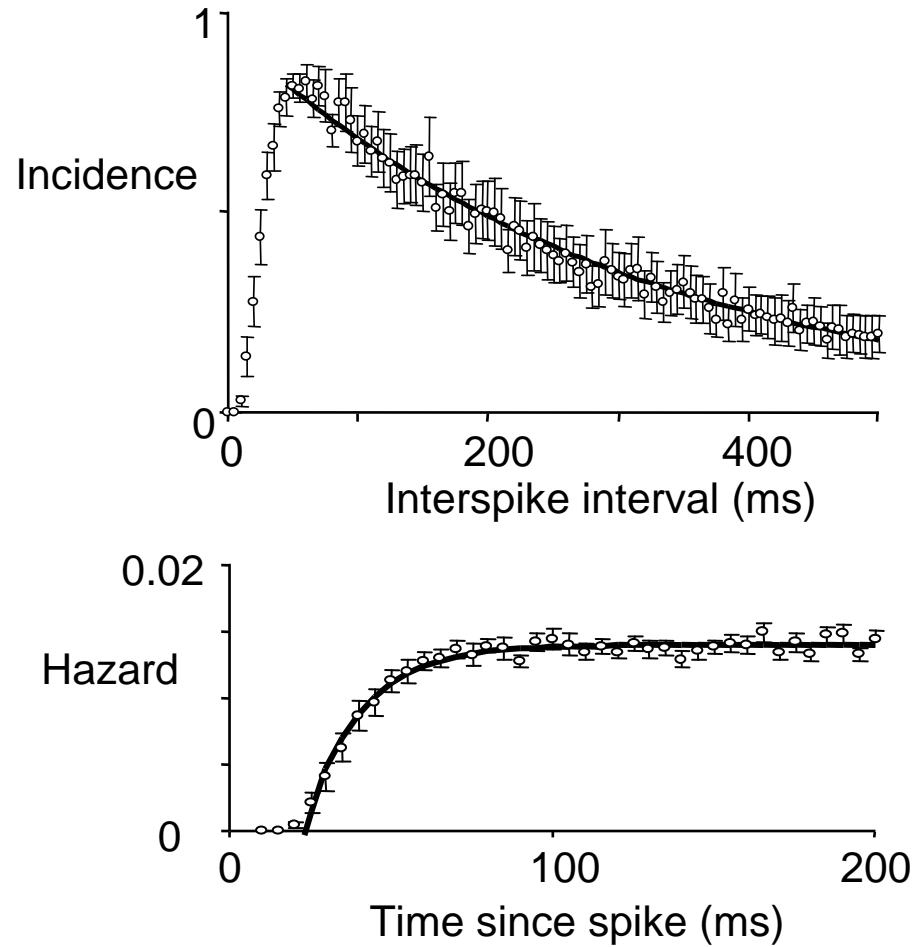 1
Incidence
0
0 200 400
Interspike interval (ms)
0.02
Hazard
0
0 100 200
Time since spike (ms)